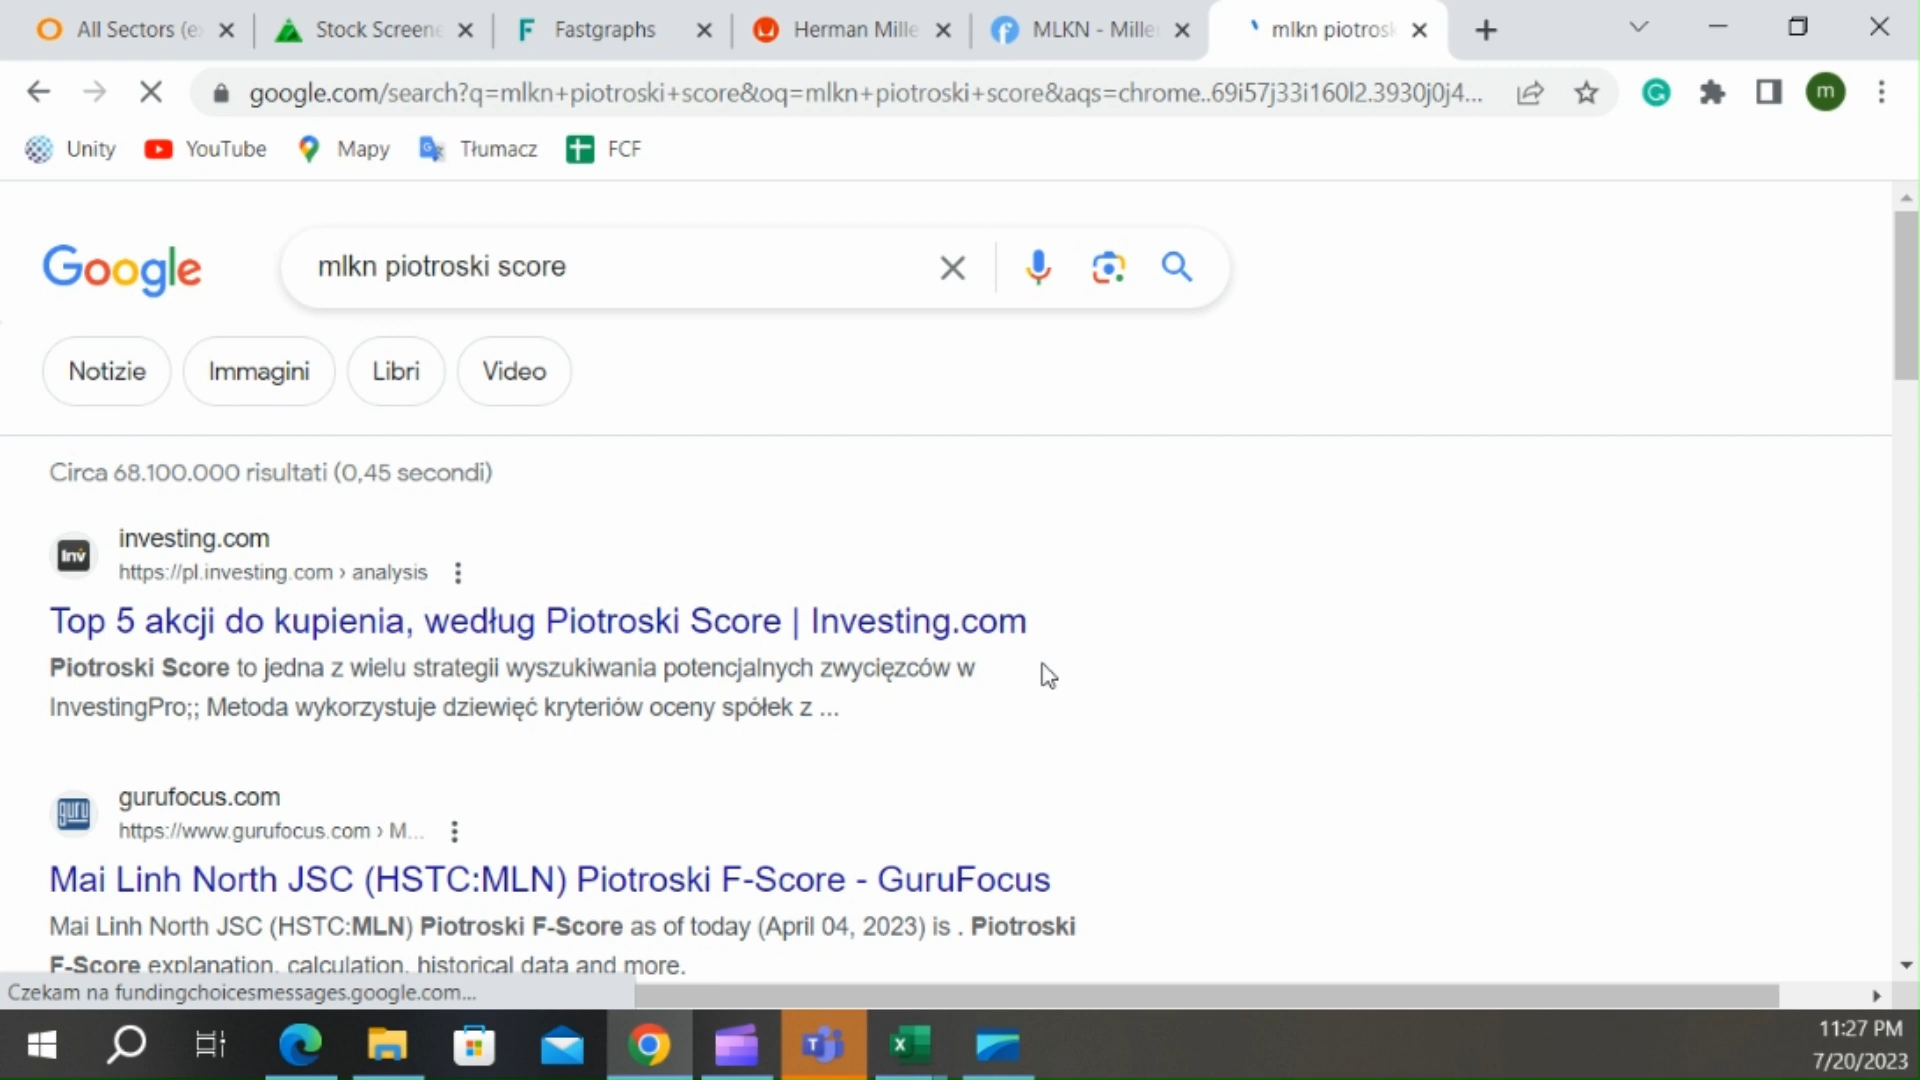 All Sectors (e
Stock Screene
Fastgraphs
Herman Mille
MLKN - Mille
mlkn piotrosk
google.com/search?q=mlkn+piotroski+score&oq=mlkn+piotroski+score&aqs=chrome..69i57j33i160l2.3930j0j4...
m
Unity
YouTube
Mapy
Tłumacz
FCF
Google
mlkn piotroski score
Notizie
Immagini
Libri
Video
Circa 68.100.000 risultati (0,45 secondi)
Inv
investing.com
https://pl.investing.com › analysis
Top 5 akcji do kupienia, według Piotroski Score | Investing.com
Piotroski Score to jedna z wielu strategii wyszukiwania potencjalnych zwycięzców w
InvestingPro;; Metoda wykorzystuje dziewięć kryteriów oceny spółek z ...
guru
gurufocus.com
https://www.gurufocus.com › M...
Mai Linh North JSC (HSTC:MLN) Piotroski F-Score - GuruFocus
Mai Linh North JSC (HSTC:MLN) Piotroski F-Score as of today (April 04, 2023) is . Piotroski
F-Score explanation, calculation, historical data and more.
Czekam na fundingchoicesmessages.google.com...
11:27 PM
7/20/2023